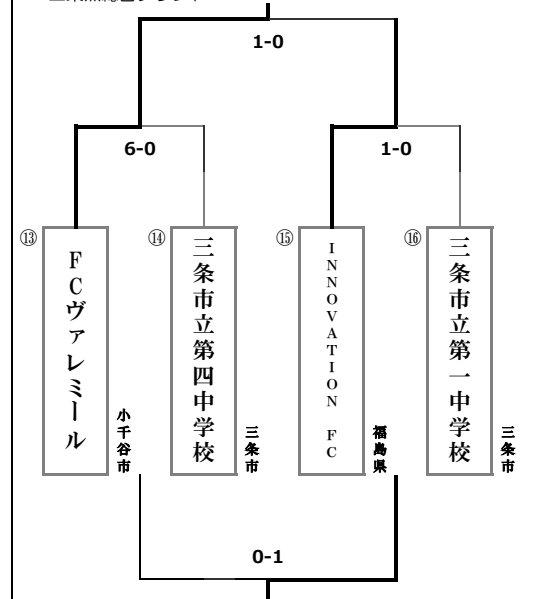 1-0
6-0
1-0
⑬
FCヴァレミール
小千谷市
⑭
三条市立第四中学校
三条市
⑮
INNOVATION FC
福島県
⑯
三条市立第一中学校
三条市
0-1